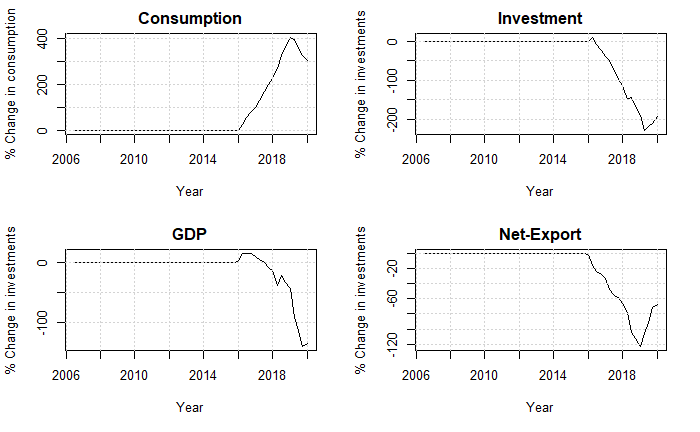 Consumption
% Change in consumption
400
200
0
2006 2010 2014 2018
Year
Investment
% Change in investments
0
-100
-200
2006 2010 2014 2018
Year
GDP
% Change in investments
0
-100
2006 2010 2014 2018
Year
Net-Export
% Change in investments
-20
-60
-120
2006 2010 2014 2018
Year